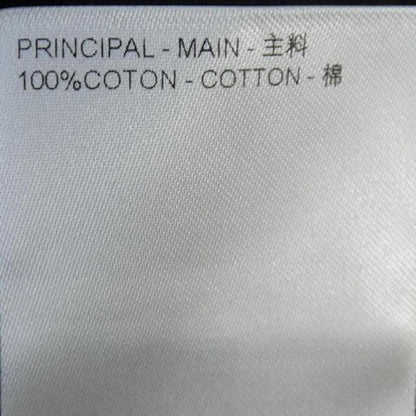 PRINCIPAL - MAIN - 主料
100%COTON - COTTON - 棉